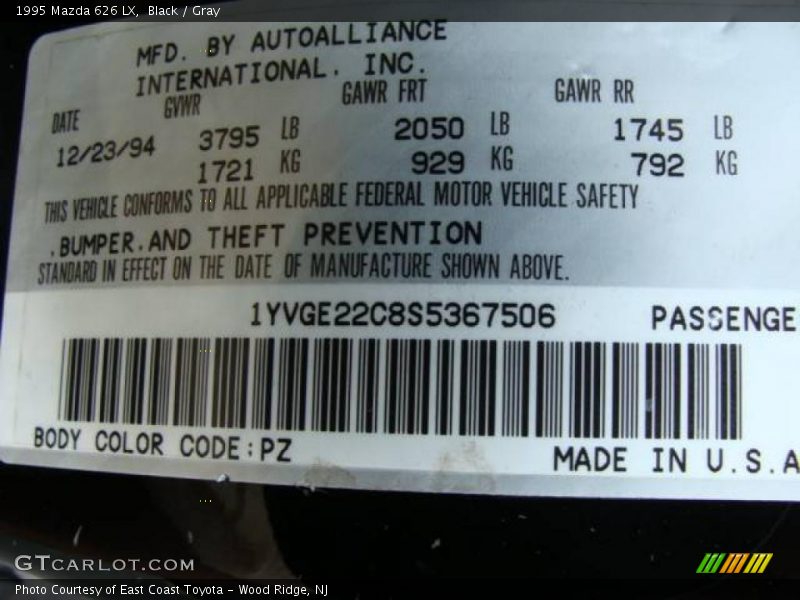 1995 Mazda 626 LX, Black / Gray
MFD. BY AUTOALLIANCE
INTERNATIONAL. INC.
DATE GVWR GAWR FRT GAWR RR
12/23/94 3795 LB 2050 LB 1745 LB
1721 KG 929 KG 792 KG
THIS VEHICLE CONFORMS TO ALL APPLICABLE FEDERAL MOTOR VEHICLE SAFETY
.BUMPER.AND THEFT PREVENTION
STANDARD IN EFFECT ON THE DATE OF MANUFACTURE SHOWN ABOVE.
1YVGE22C8S5367506 PASSENGE
BODY COLOR CODE:PZ MADE IN U.S.A
GTCARLOT.COM
Photo Courtesy of East Coast Toyota - Wood Ridge, NJ